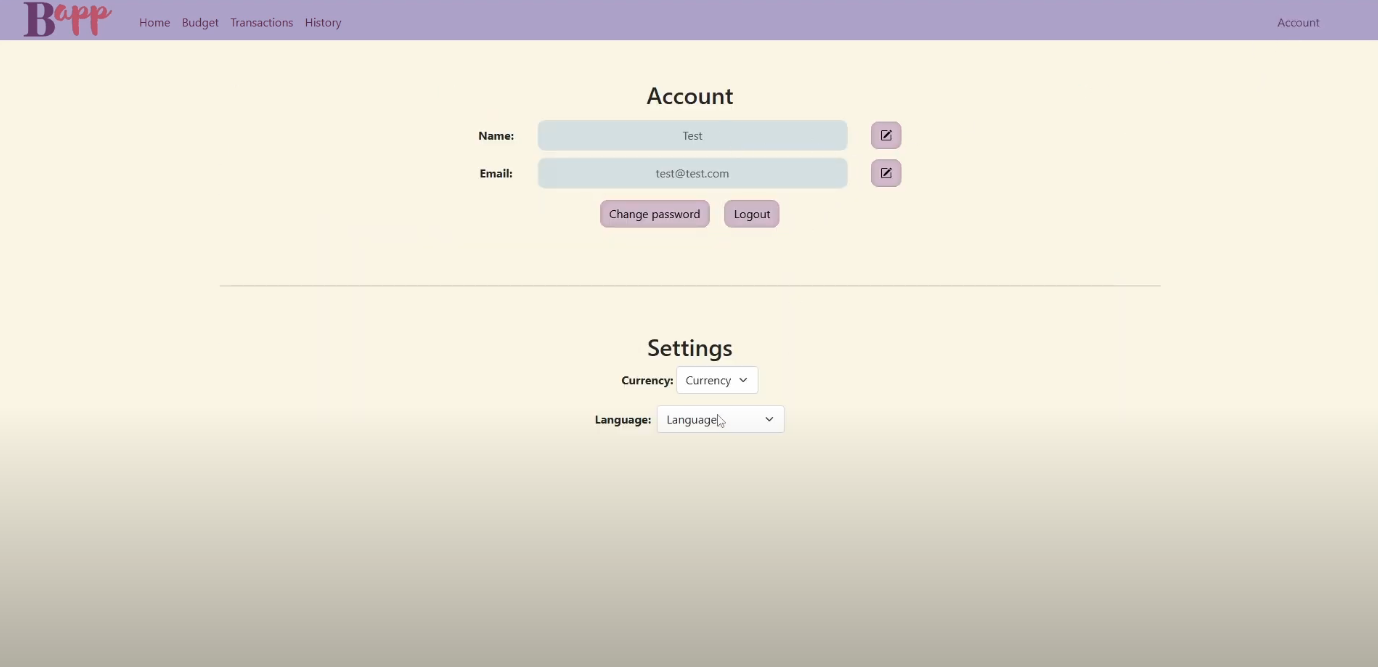 Bapp Home Budget Transactions History Account
Account
Name: Test
Email: test@test.com
Change password Logout
Settings
Currency: Currency
Language: Language